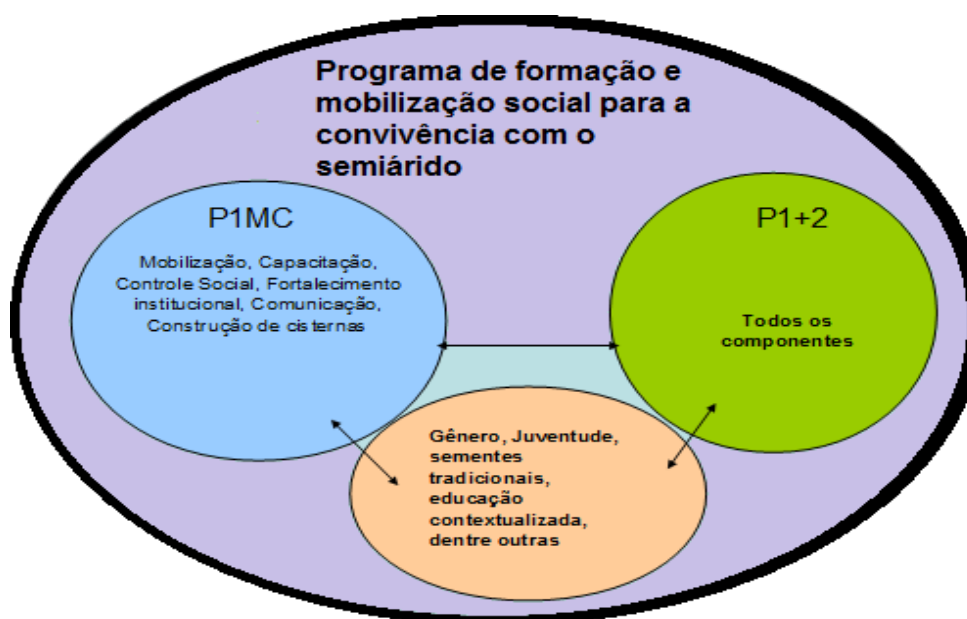 Programa de formação e
mobilização social para a
convivência com o
semiárido
P1MC
Mobilização, Capacitação,
Controle Social, Fortalecimento
institucional, Comunicação,
Construção de cisternas
P1+2
Todos os
componentes
Gênero, Juventude,
sementes
tradicionais,
educação
contextualizada,
dentre outras